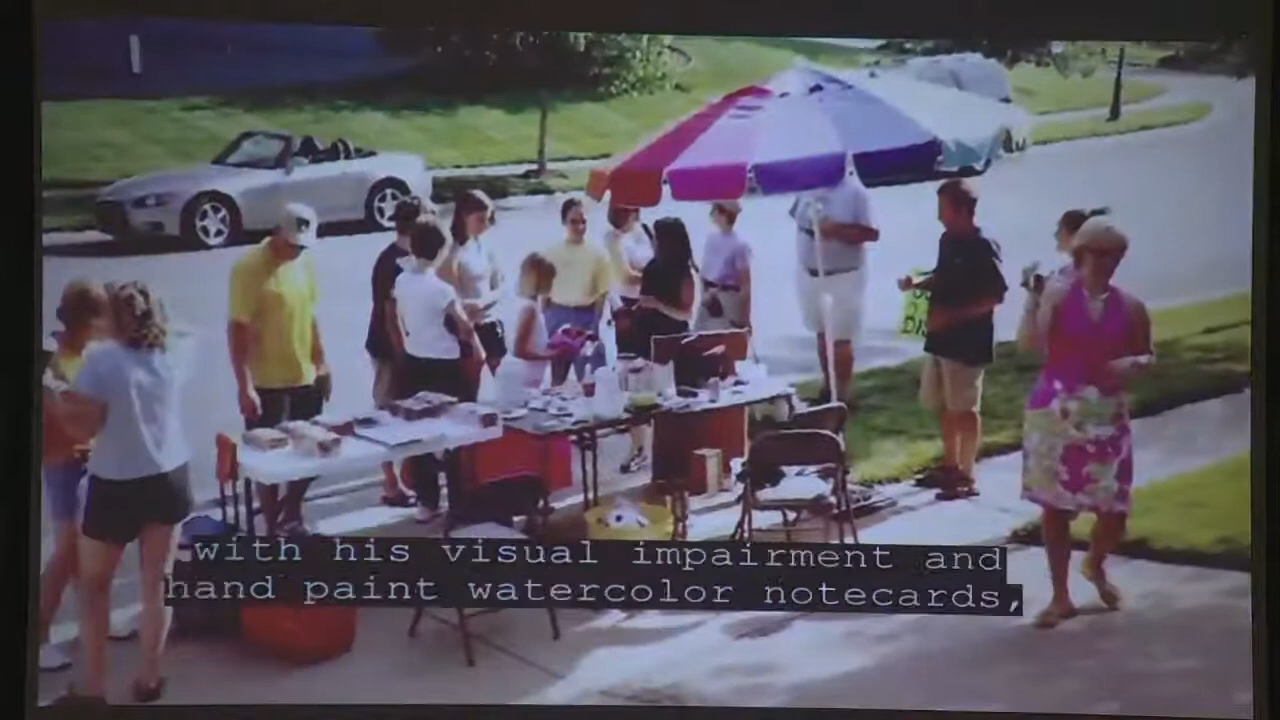 with his visual impairment and
hand paint watercolor notecards,